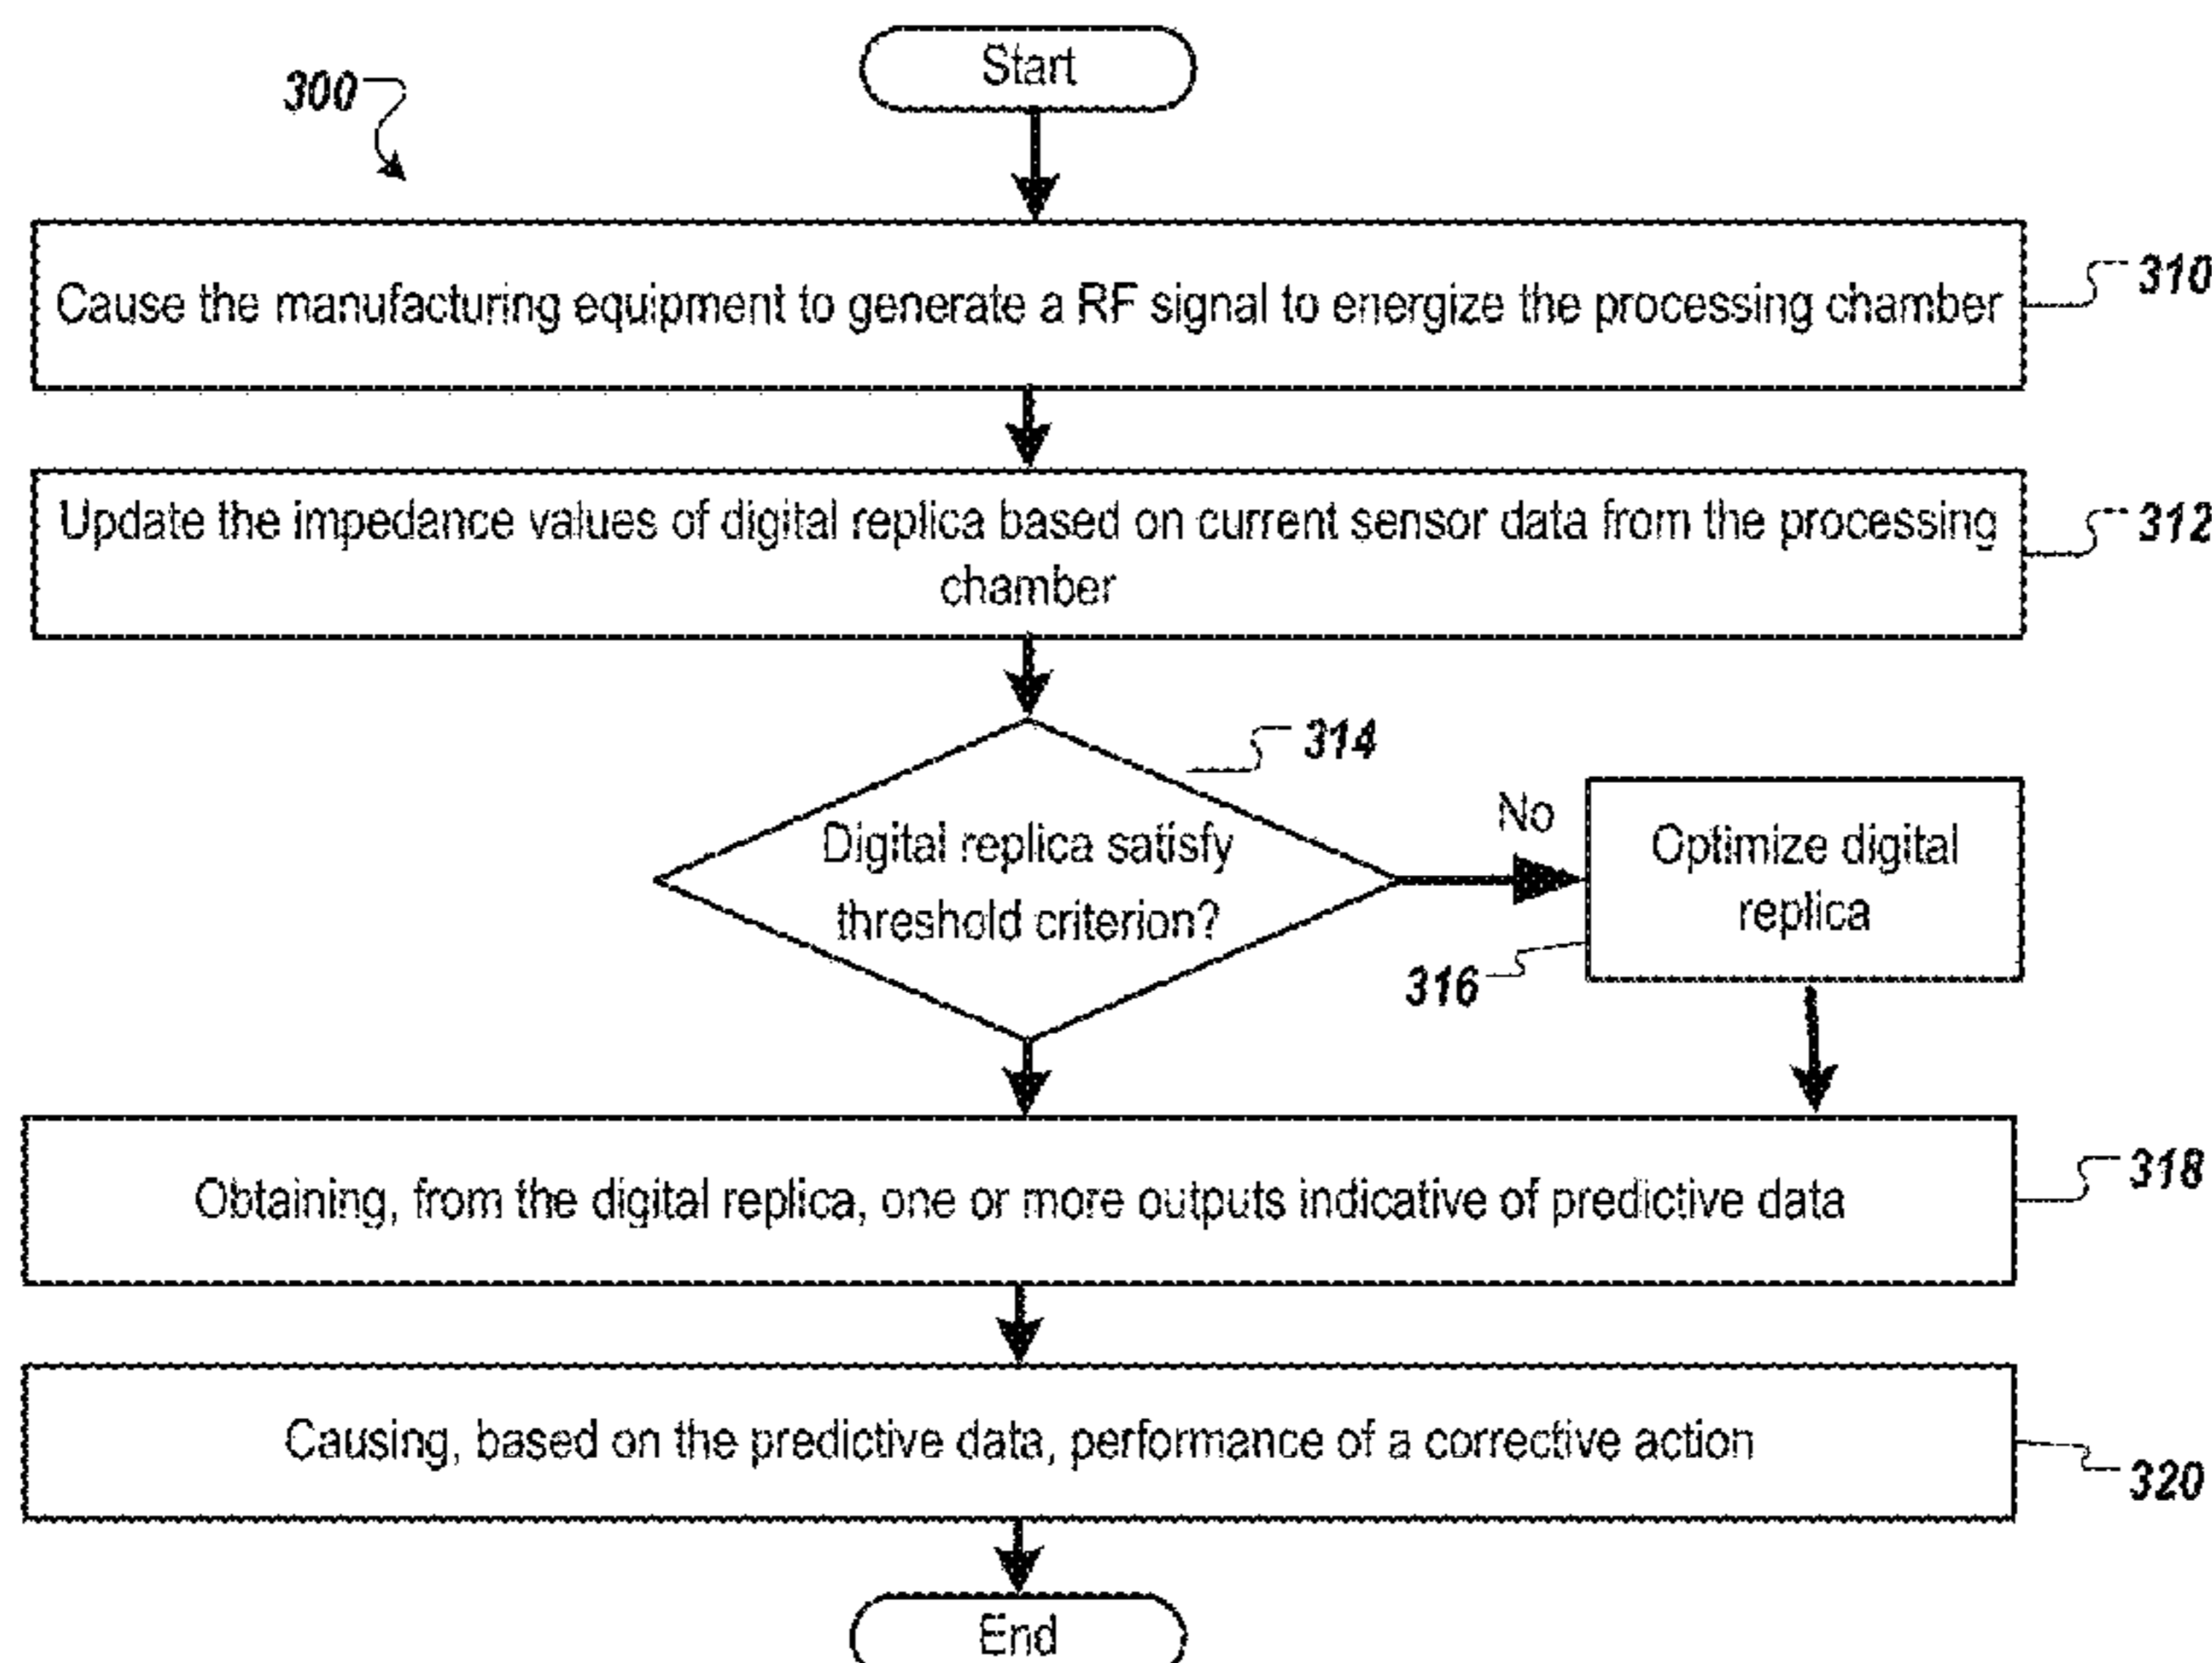 Start
300
Cause the manufacturing equipment to generate a RF signal to energize the processing chamber
310
Update the impedance values of digital replica based on current sensor data from the processing
chamber
312
314
Digital replica satisfy
threshold criterion?
No
Optimize digital
replica
316
Obtaining, from the digital replica, one or more outputs indicative of predictive data
318
Causing, based on the predictive data, performance of a corrective action
320
End